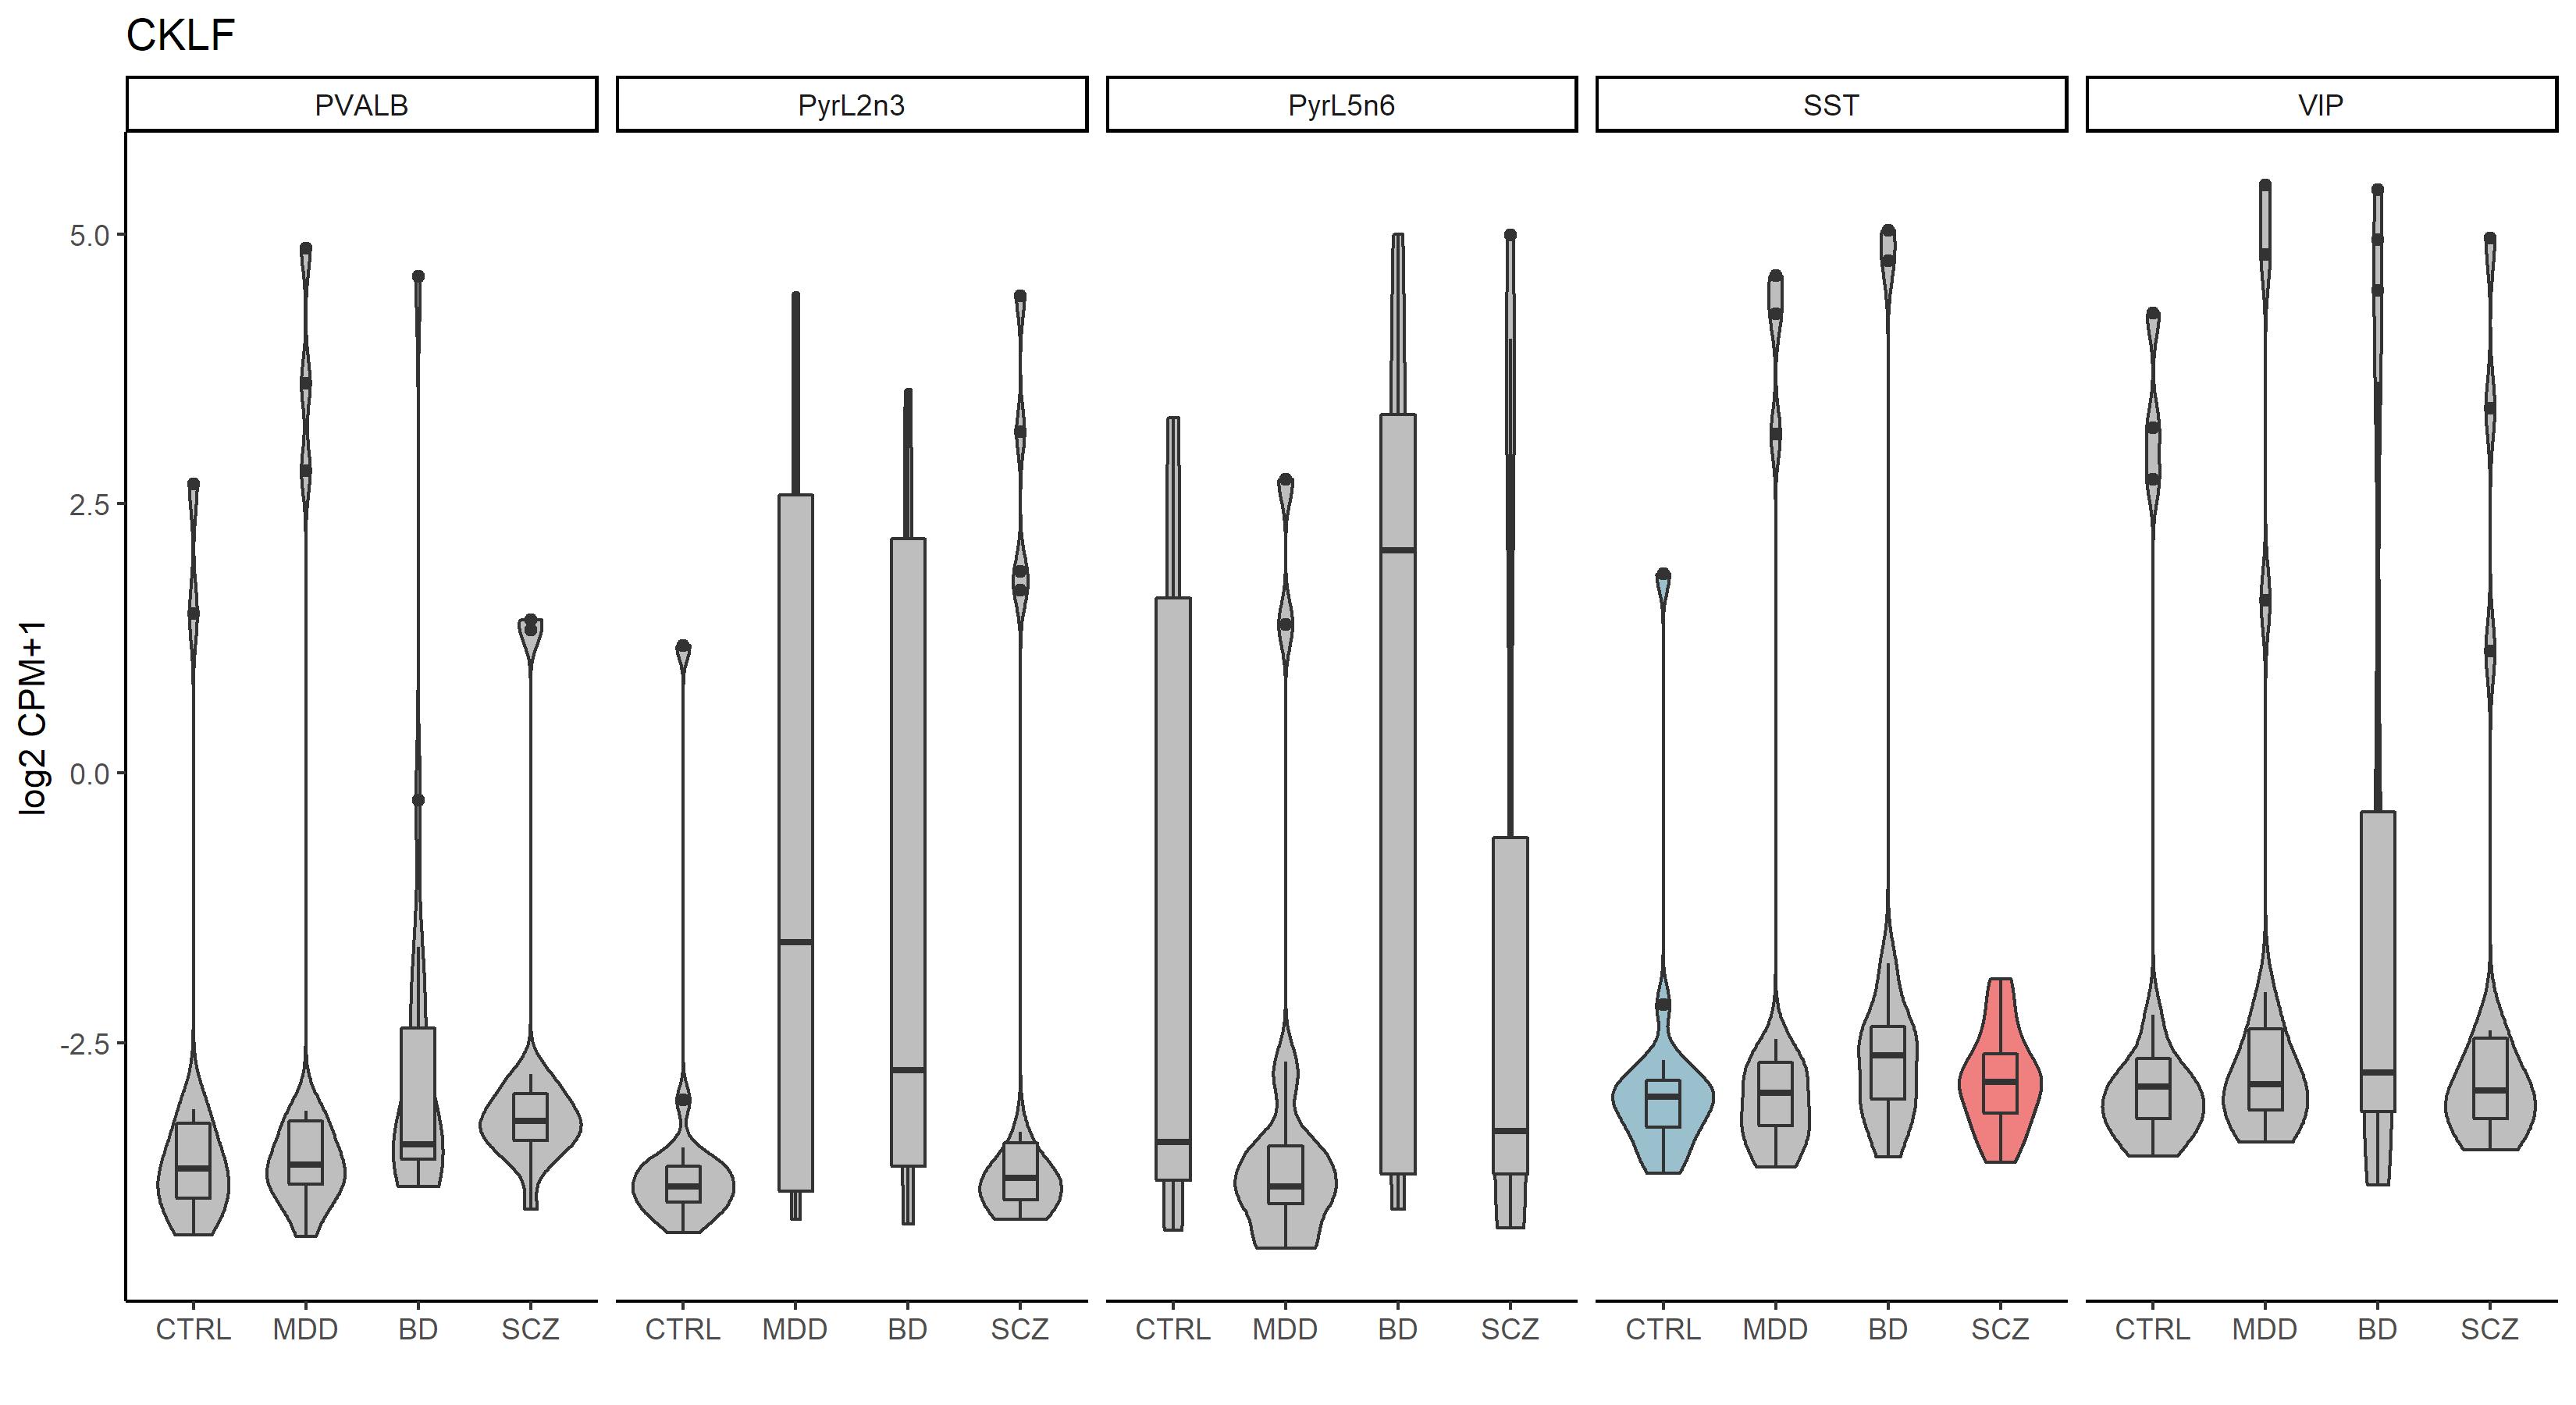 CKLF
PVALB PyrL2n3 PyrL5n6 SST VIP
log2 CPM+1
5.0
2.5
0.0
-2.5
CTRL MDD BD SCZ CTRL MDD BD SCZ CTRL MDD BD SCZ CTRL MDD BD SCZ CTRL MDD BD SCZ